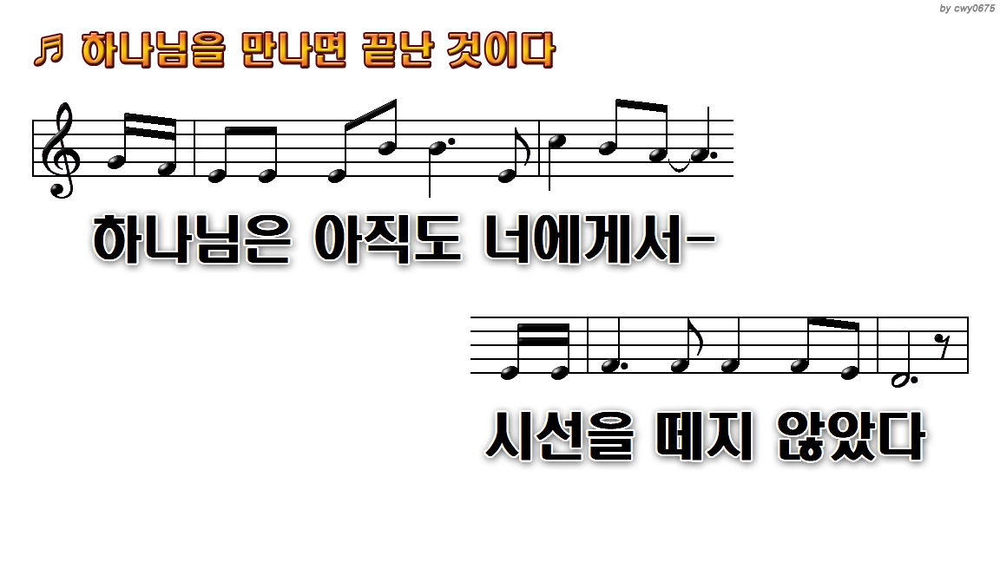 by cwy0675
♬ 하나님을 만나면 끝난 것이다
하나님은 아직도 너에게서-
시선을 떼지 않았다